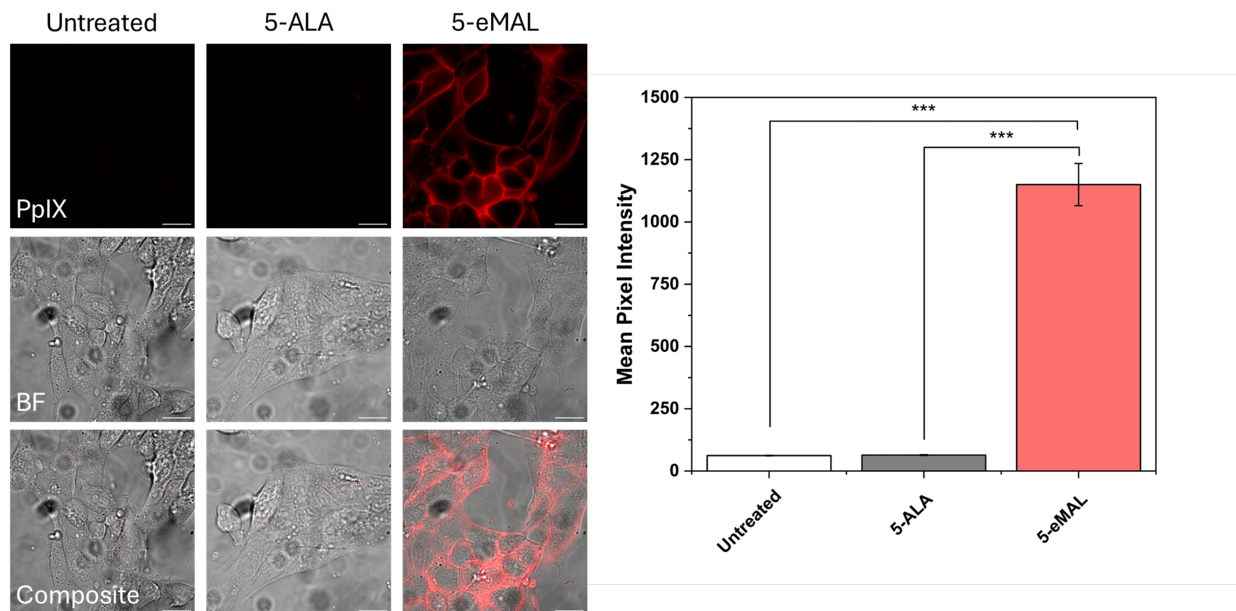 Untreated
5-ALA
5-eMAL
PpIX
BF
Composite
1500
1250
1000
750
500
250
0
Mean Pixel Intensity
***
***
Untreated
5-ALA
5-eMAL